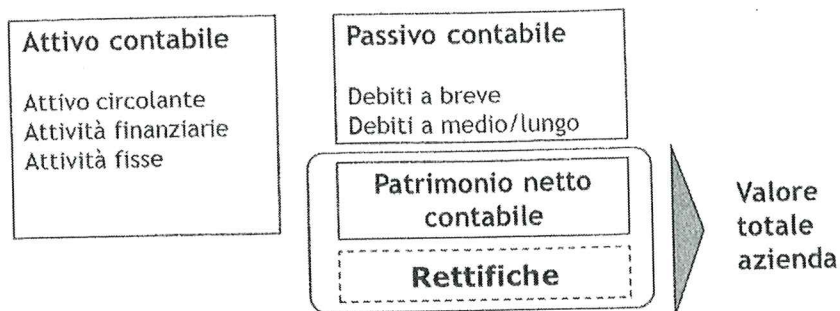 Attivo contabile
Attivo circolante
Attività finanziarie
Attività fisse
Passivo contabile
Debiti a breve
Debiti a medio/lungo
Patrimonio netto
contabile
Rettifiche
Valore
totale
azienda